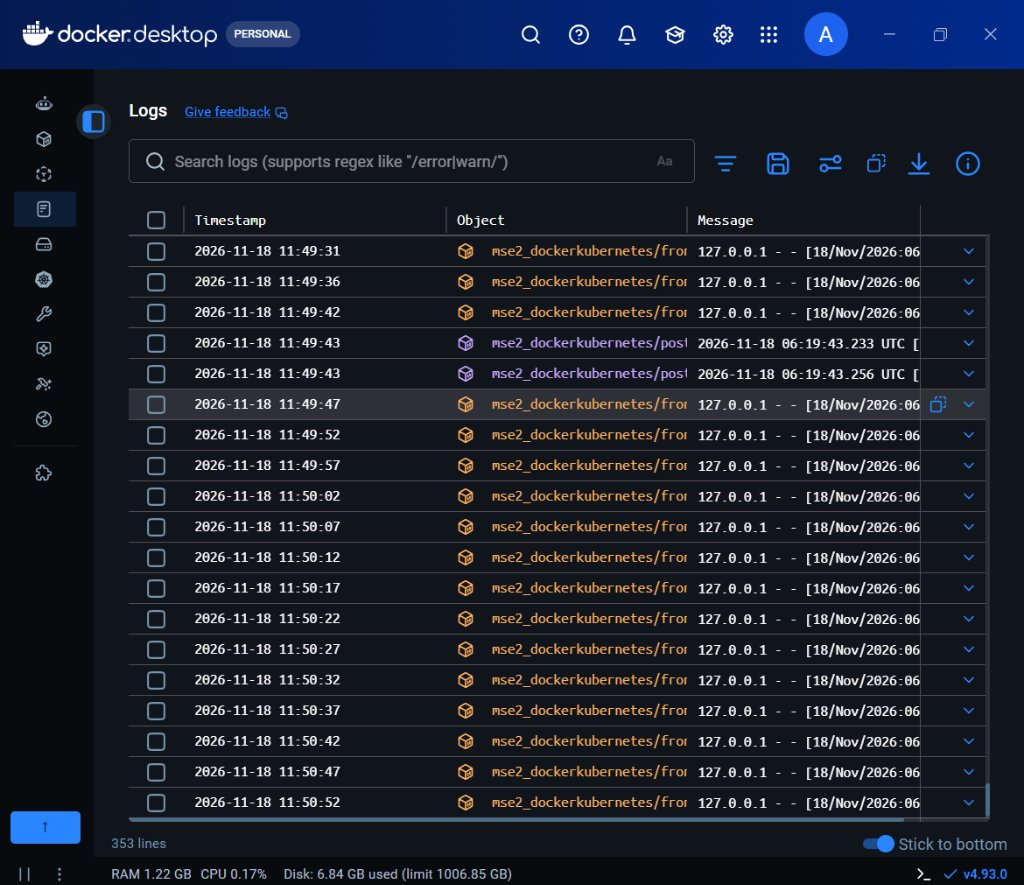 docker.desktop PERSONAL A
Logs Give feedback
Search logs (supports regex like "/error|warn/") Aa
Timestamp Object Message
2026-11-18 11:49:31 mse2_dockerkubernetes/fron 127.0.0.1 - - [18/Nov/2026:06
2026-11-18 11:49:36 mse2_dockerkubernetes/fron 127.0.0.1 - - [18/Nov/2026:06
2026-11-18 11:49:42 mse2_dockerkubernetes/fron 127.0.0.1 - - [18/Nov/2026:06
2026-11-18 11:49:43 mse2_dockerkubernetes/post 2026-11-18 06:19:43.233 UTC [
2026-11-18 11:49:43 mse2_dockerkubernetes/post 2026-11-18 06:19:43.256 UTC [
2026-11-18 11:49:47 mse2_dockerkubernetes/fron 127.0.0.1 - - [18/Nov/2026:06
2026-11-18 11:49:52 mse2_dockerkubernetes/fron 127.0.0.1 - - [18/Nov/2026:06
2026-11-18 11:49:57 mse2_dockerkubernetes/fron 127.0.0.1 - - [18/Nov/2026:06
2026-11-18 11:50:02 mse2_dockerkubernetes/fron 127.0.0.1 - - [18/Nov/2026:06
2026-11-18 11:50:07 mse2_dockerkubernetes/fron 127.0.0.1 - - [18/Nov/2026:06
2026-11-18 11:50:12 mse2_dockerkubernetes/fron 127.0.0.1 - - [18/Nov/2026:06
2026-11-18 11:50:17 mse2_dockerkubernetes/fron 127.0.0.1 - - [18/Nov/2026:06
2026-11-18 11:50:22 mse2_dockerkubernetes/fron 127.0.0.1 - - [18/Nov/2026:06
2026-11-18 11:50:27 mse2_dockerkubernetes/fron 127.0.0.1 - - [18/Nov/2026:06
2026-11-18 11:50:32 mse2_dockerkubernetes/fron 127.0.0.1 - - [18/Nov/2026:06
2026-11-18 11:50:37 mse2_dockerkubernetes/fron 127.0.0.1 - - [18/Nov/2026:06
2026-11-18 11:50:42 mse2_dockerkubernetes/fron 127.0.0.1 - - [18/Nov/2026:06
2026-11-18 11:50:47 mse2_dockerkubernetes/fron 127.0.0.1 - - [18/Nov/2026:06
2026-11-18 11:50:52 mse2_dockerkubernetes/fron 127.0.0.1 - - [18/Nov/2026:06
353 lines Stick to bottom
RAM 1.22 GB CPU 0.17% Disk: 6.84 GB used (limit 1006.85 GB) v4.93.0